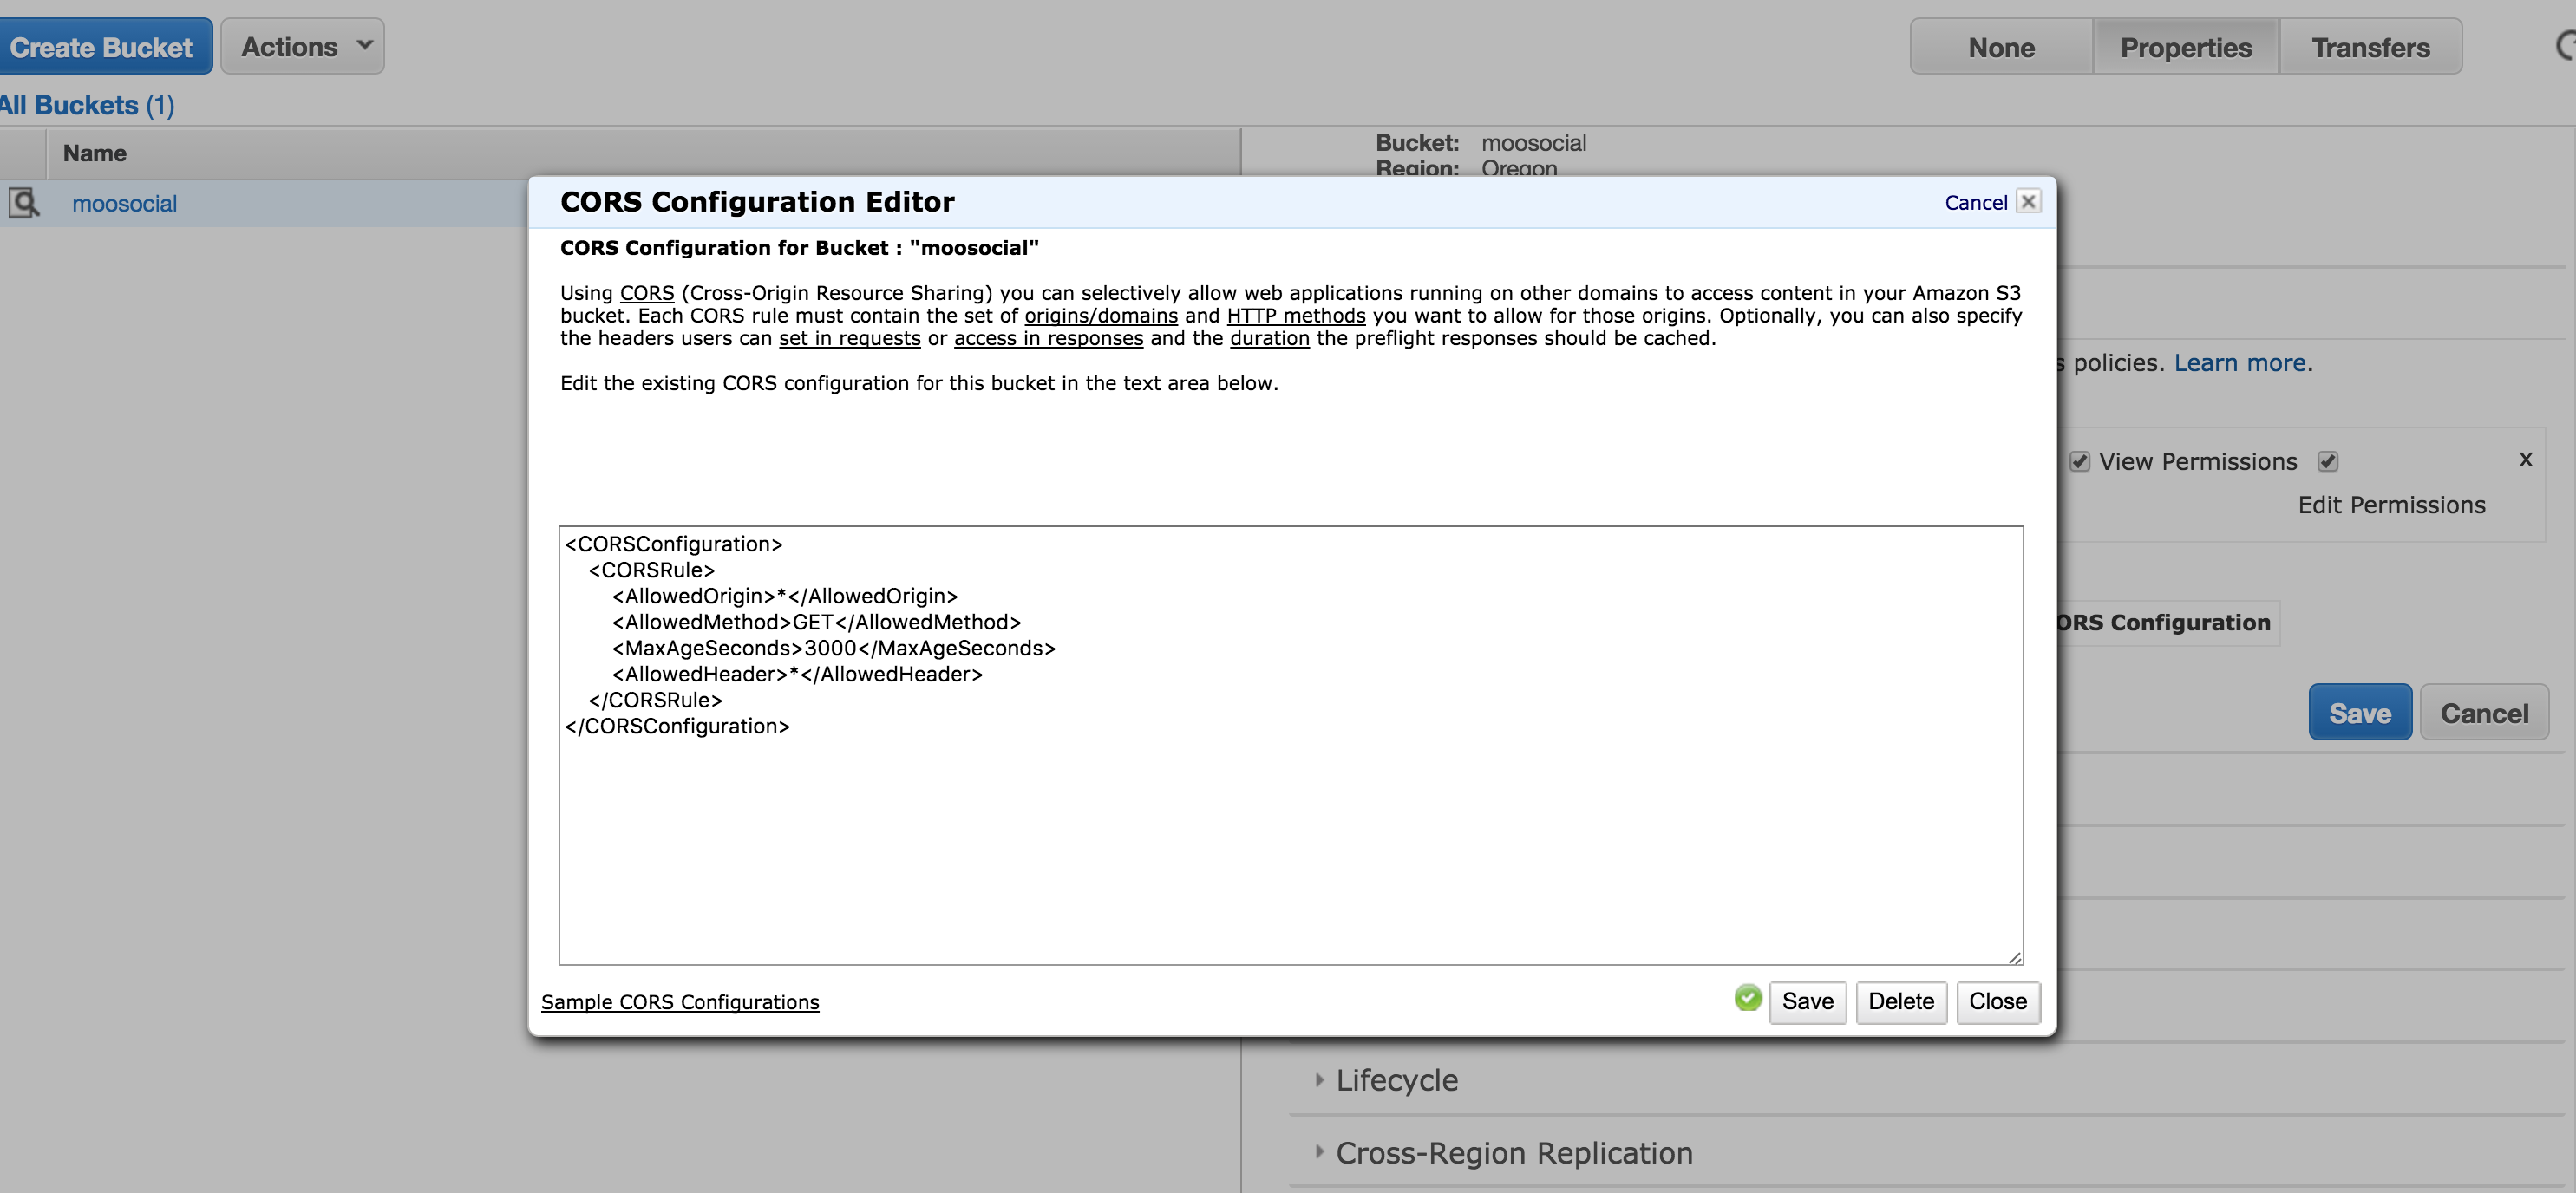 Create Bucket
Actions
None
Properties
Transfers
All Buckets (1)
Name
moosocial
Bucket: moosocial
Region: Oregon
CORS Configuration Editor
Cancel
CORS Configuration for Bucket : "moosocial"
Using CORS (Cross-Origin Resource Sharing) you can selectively allow web applications running on other domains to access content in your Amazon S3
bucket. Each CORS rule must contain the set of origins/domains and HTTP methods you want to allow for those origins. Optionally, you can also specify
the headers users can set in requests or access in responses and the duration the preflight responses should be cached.
Edit the existing CORS configuration for this bucket in the text area below.
<CORSConfiguration>
<CORSRule>
<AllowedOrigin>*</AllowedOrigin>
<AllowedMethod>GET</AllowedMethod>
<MaxAgeSeconds>3000</MaxAgeSeconds>
<AllowedHeader>*</AllowedHeader>
</CORSRule>
</CORSConfiguration>
Sample CORS Configurations
Save
Delete
Close
s policies. Learn more.
View Permissions
x
Edit Permissions
ORS Configuration
Save
Cancel
Lifecycle
Cross-Region Replication